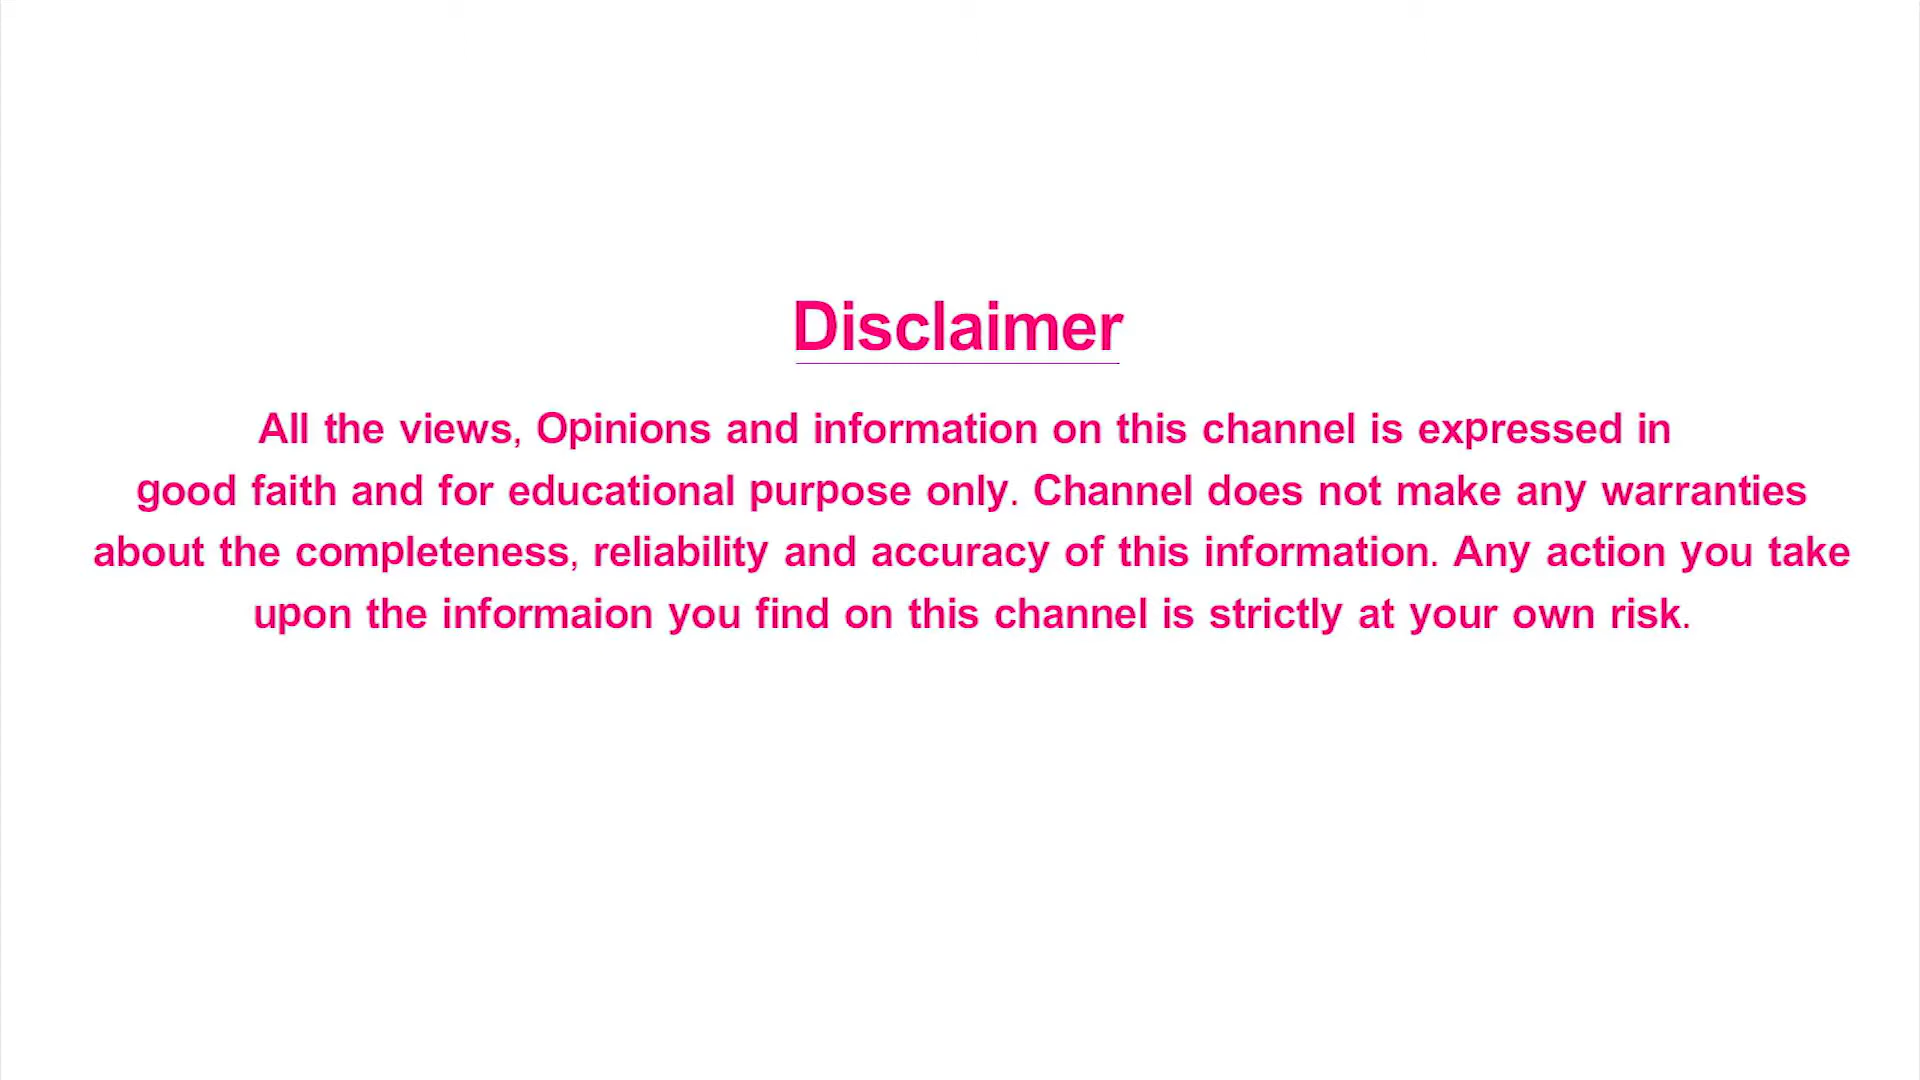 Disclaimer
All the views, Opinions and information on this channel is expressed in
good faith and for educational purpose only. Channel does not make any warranties
about the completeness, reliability and accuracy of this information. Any action you take
upon the informaion you find on this channel is strictly at your own risk.